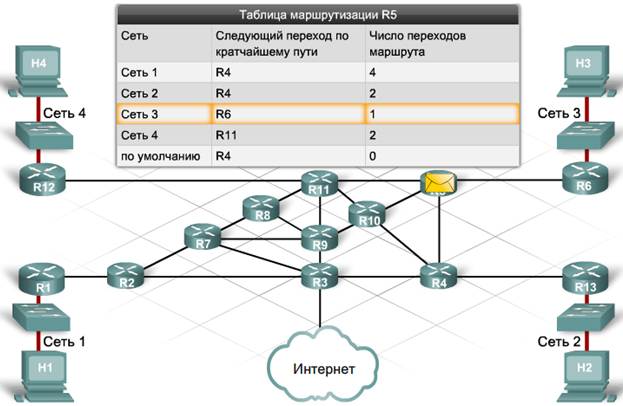 Таблица маршрутизации R5
Сеть Следующий переход по кратчайшему пути Число переходов маршрута
Сеть 1 R4 4
Сеть 2 R4 2
Сеть 3 R6 1
Сеть 4 R11 2
по умолчанию R4 0
H4
H3
Сеть 4
Сеть 3
R12
R11
R6
R8
R10
R7
R9
R1
R2
R3
R4
R13
Сеть 1
Сеть 2
Интернет
H1
H2